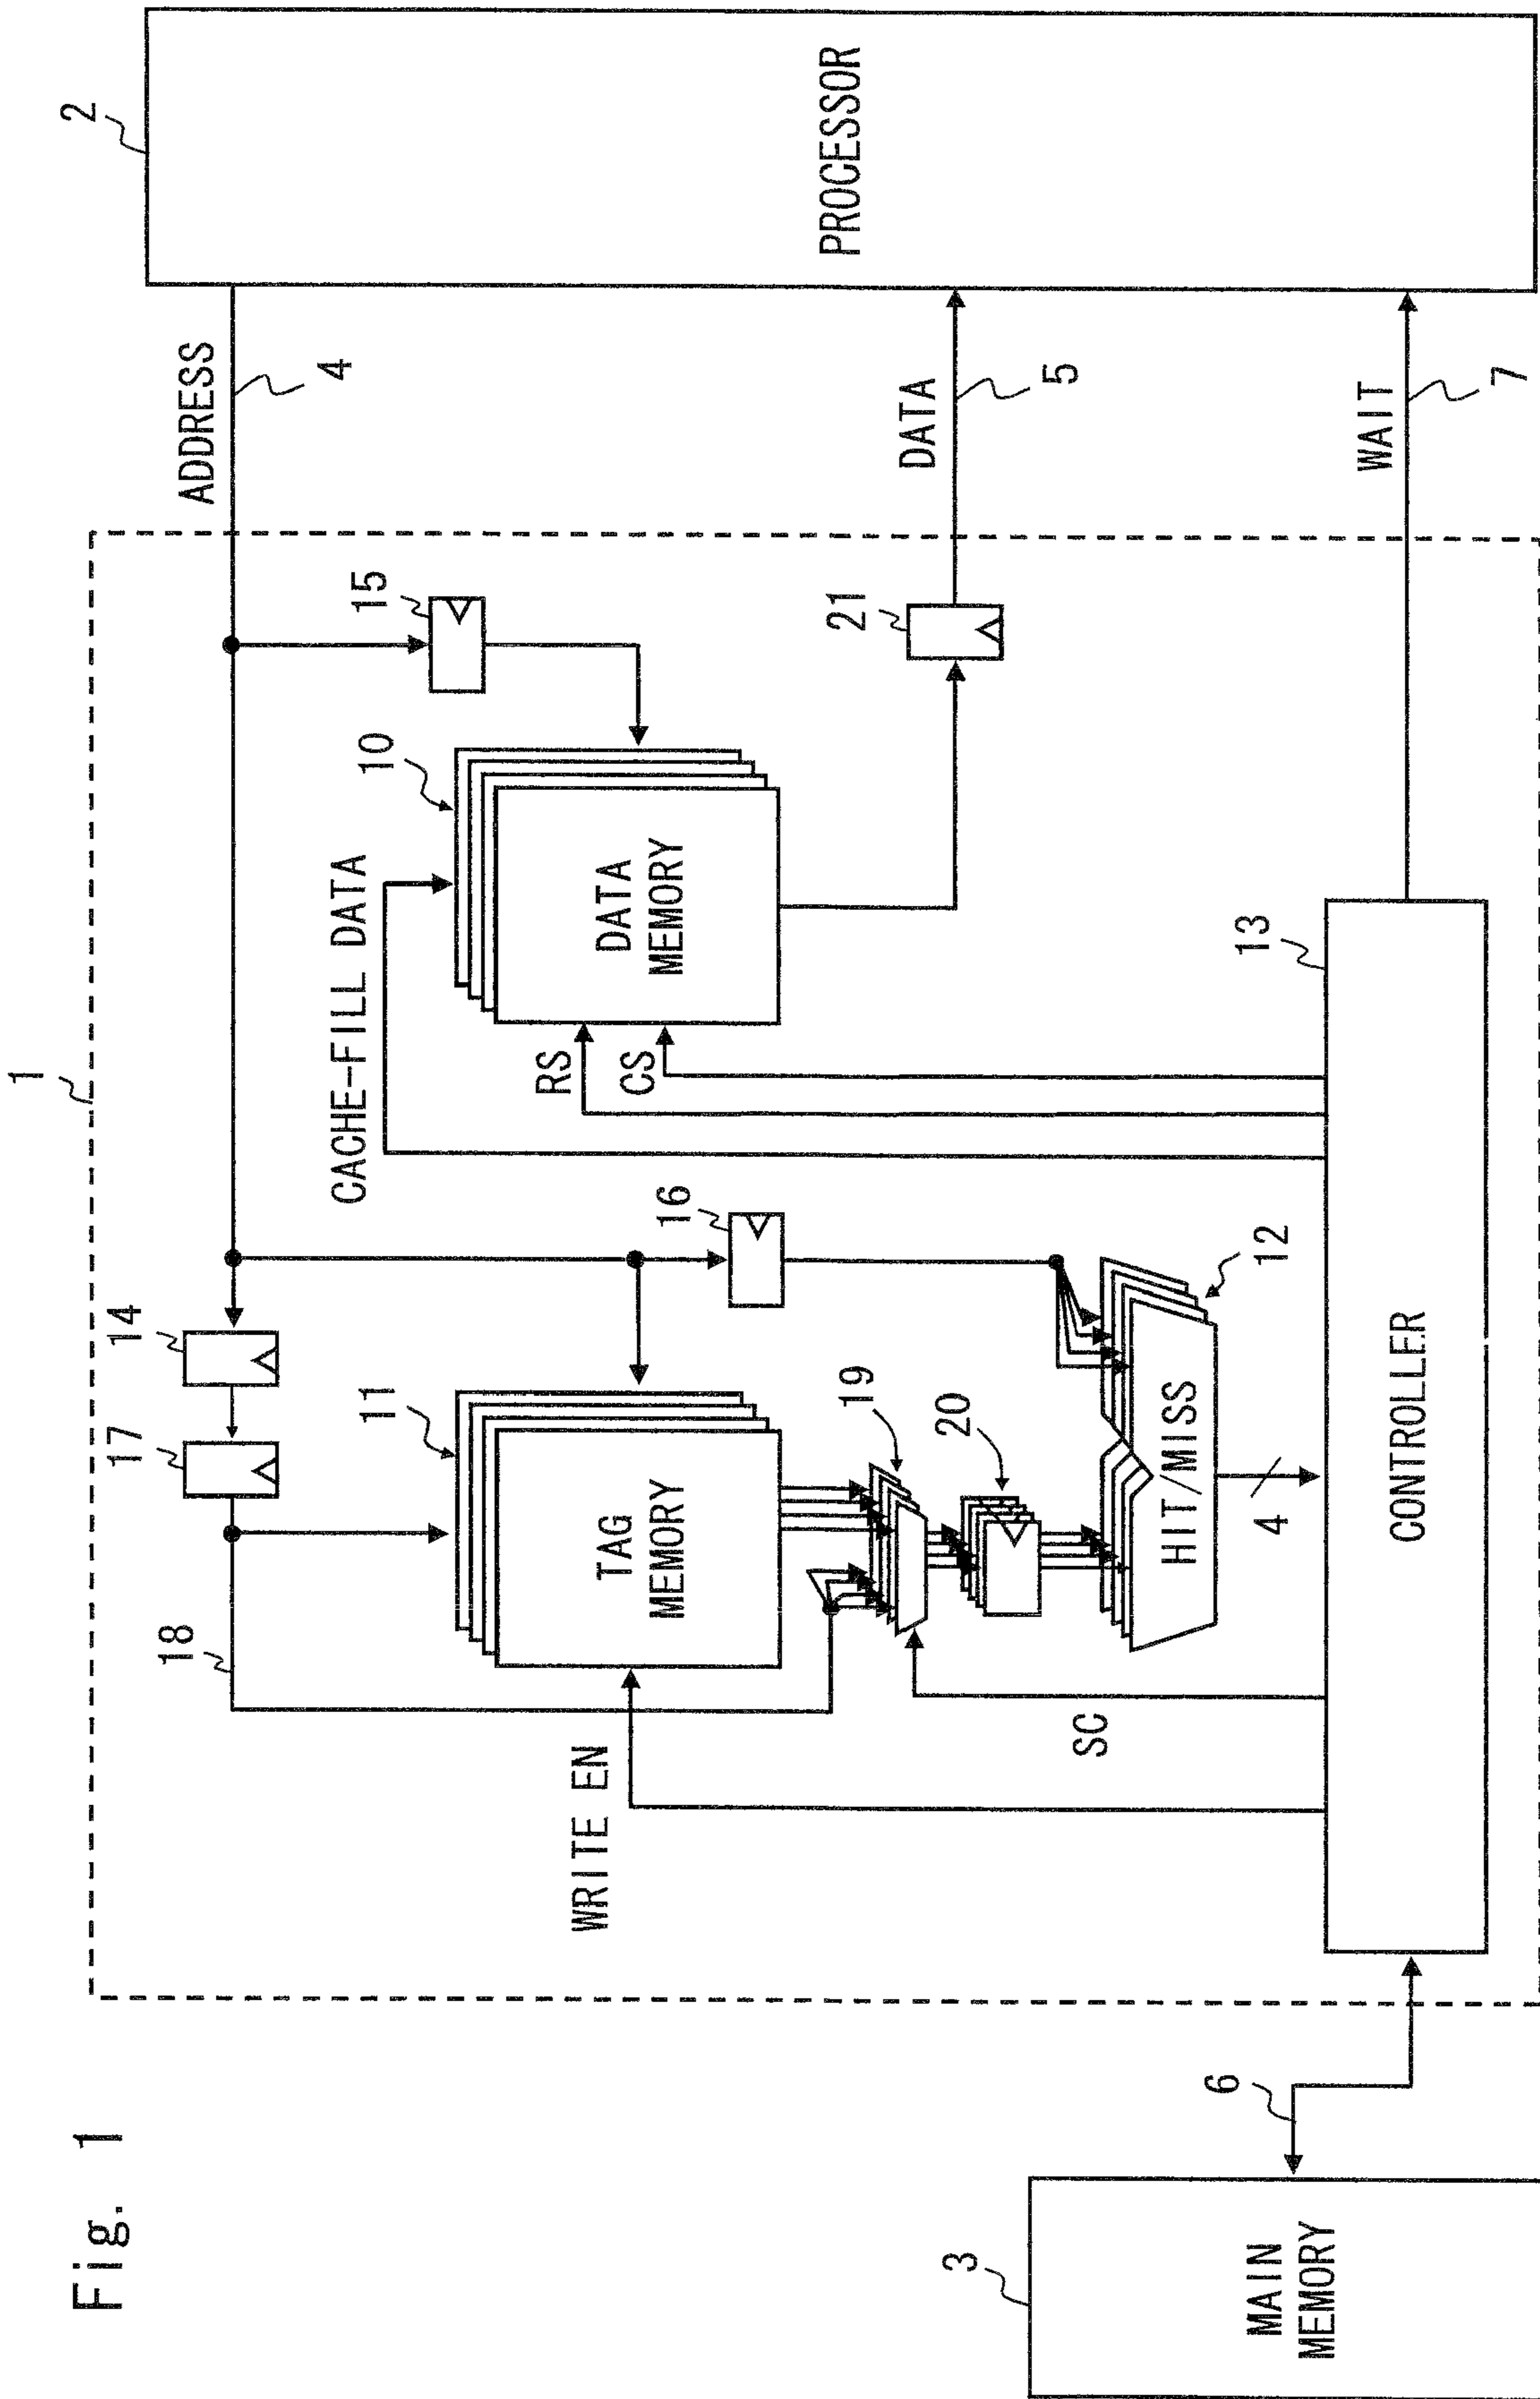 Fig. 1
1
2
ADDRESS
4
14
17
18
15
CACHE-FILL DATA
10
11
DATA
MEMORY
TAG
MEMORY
RS
CS
WRITE EN
16
19
20
21
DATA
5
PROCESSOR
SC
HIT/MISS
12
4
13
CONTROLLER
WAIT
7
6
3
MAIN
MEMORY